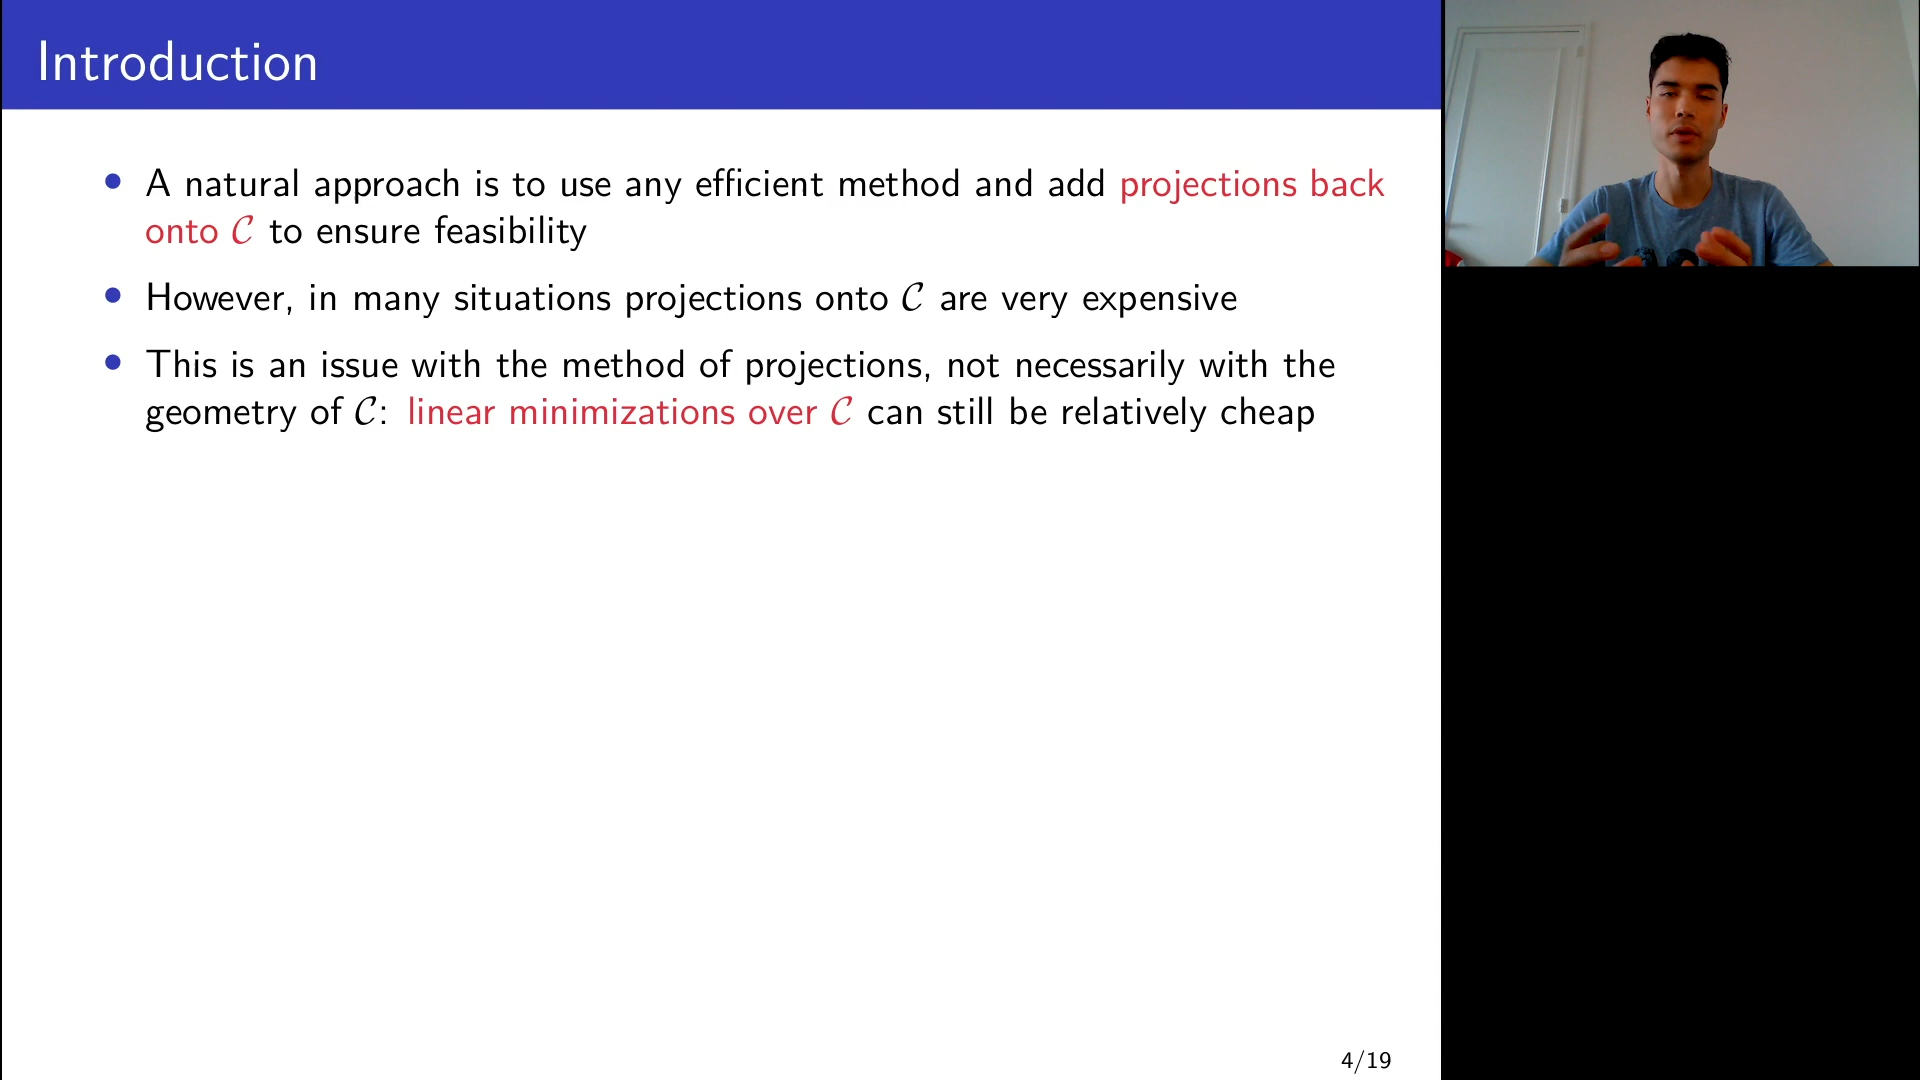 Introduction
• A natural approach is to use any efficient method and add projections back
onto 𝒞 to ensure feasibility
• However, in many situations projections onto 𝒞 are very expensive
• This is an issue with the method of projections, not necessarily with the
geometry of 𝒞: linear minimizations over 𝒞 can still be relatively cheap
4/19